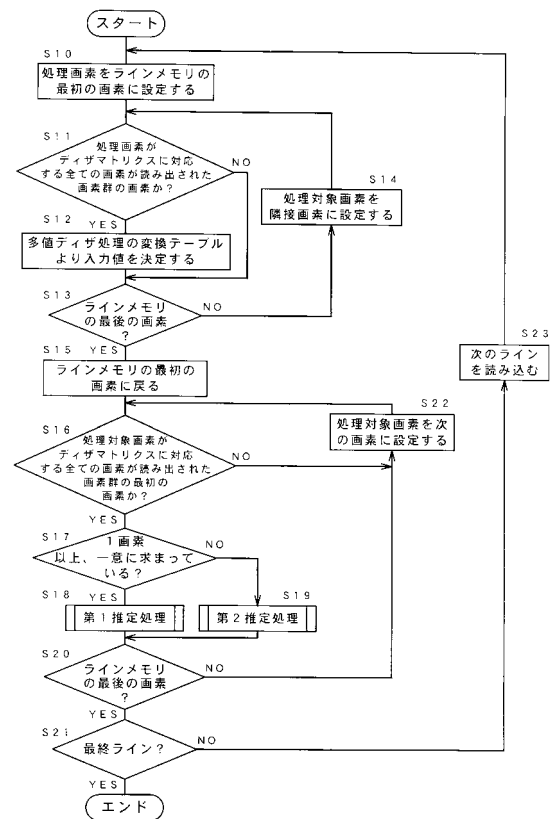 スタート
S10
処理画素をラインメモリの
最初の画素に設定する
S11
処理画素が
ディザマトリクスに対応
する全ての画素が読み出された
画素群の画素か?
NO
S14
処理対象画素を
隣接画素に設定する
S12
YES
多値ディザ処理の変換テーブル
より入力値を決定する
S13
ラインメモリ
の最後の画素
?
NO
S15
YES
ラインメモリの最初の
画素に戻る
S23
次のライン
を読み込む
S22
処理対象画素を次
の画素に設定する
S16
処理対象画素が
ディザマトリクスに対応
する全ての画素が読み出された
画素群の最初の
画素か?
NO
YES
S17
1画素
以上、一意に求まって
いる?
NO
S18
YES
第1推定処理
S19
第2推定処理
S20
ラインメモリ
の最後の画素
?
NO
YES
S21
最終ライン?
NO
YES
エンド